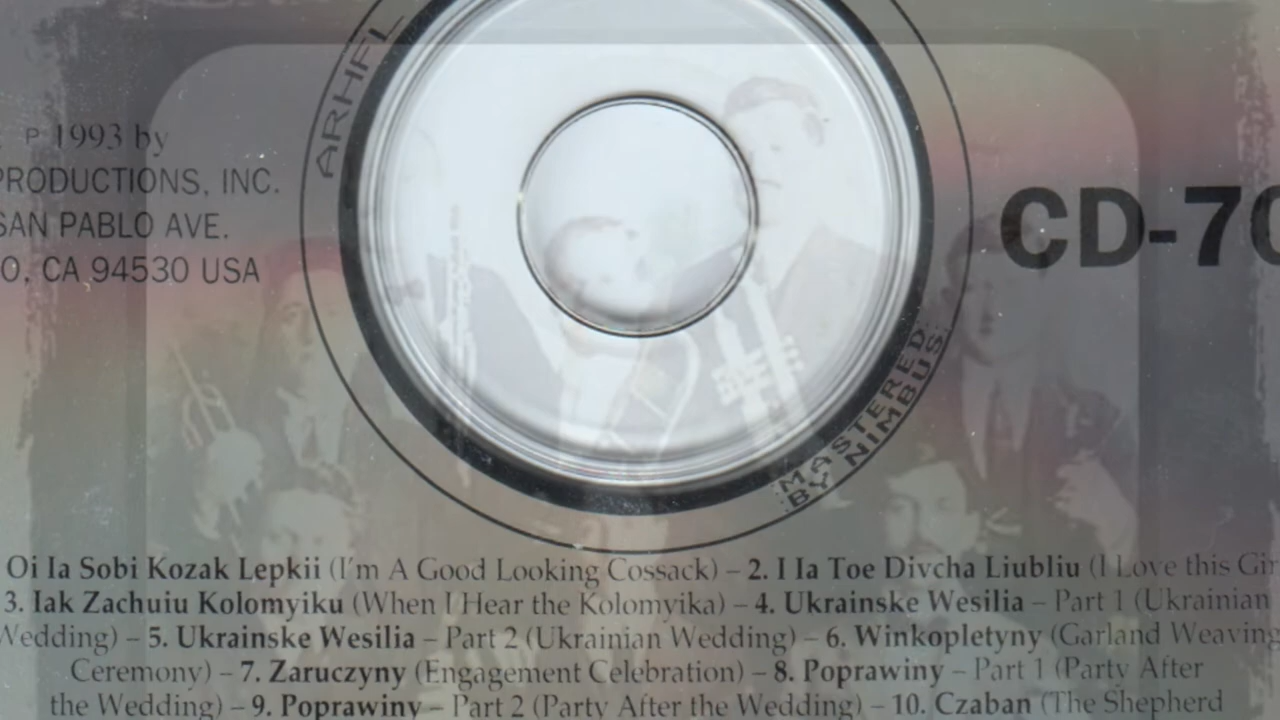 ARHFL
℗ 1993 by
PRODUCTIONS, INC.
SAN PABLO AVE.
O, CA 94530 USA
CD-70
MASTERED
BY NIMBUS
Oi Ia Sobi Kozak Lepkii (I'm A Good Looking Cossack) – 2. I Ia Toe Divcha Liubliu (I Love this Gir
3. Iak Zachuiu Kolomyiku (When I Hear the Kolomyika) – 4. Ukrainske Wesilia – Part 1 (Ukrainian
Wedding) – 5. Ukrainske Wesilia – Part 2 (Ukrainian Wedding) – 6. Winkopletyny (Garland Weaving
Ceremony) – 7. Zaruczyny (Engagement Celebration) – 8. Poprawiny – Part 1 (Party After
the Wedding) – 9. Poprawiny – Part 2 (Party After the Wedding) – 10. Czaban (The Shepherd